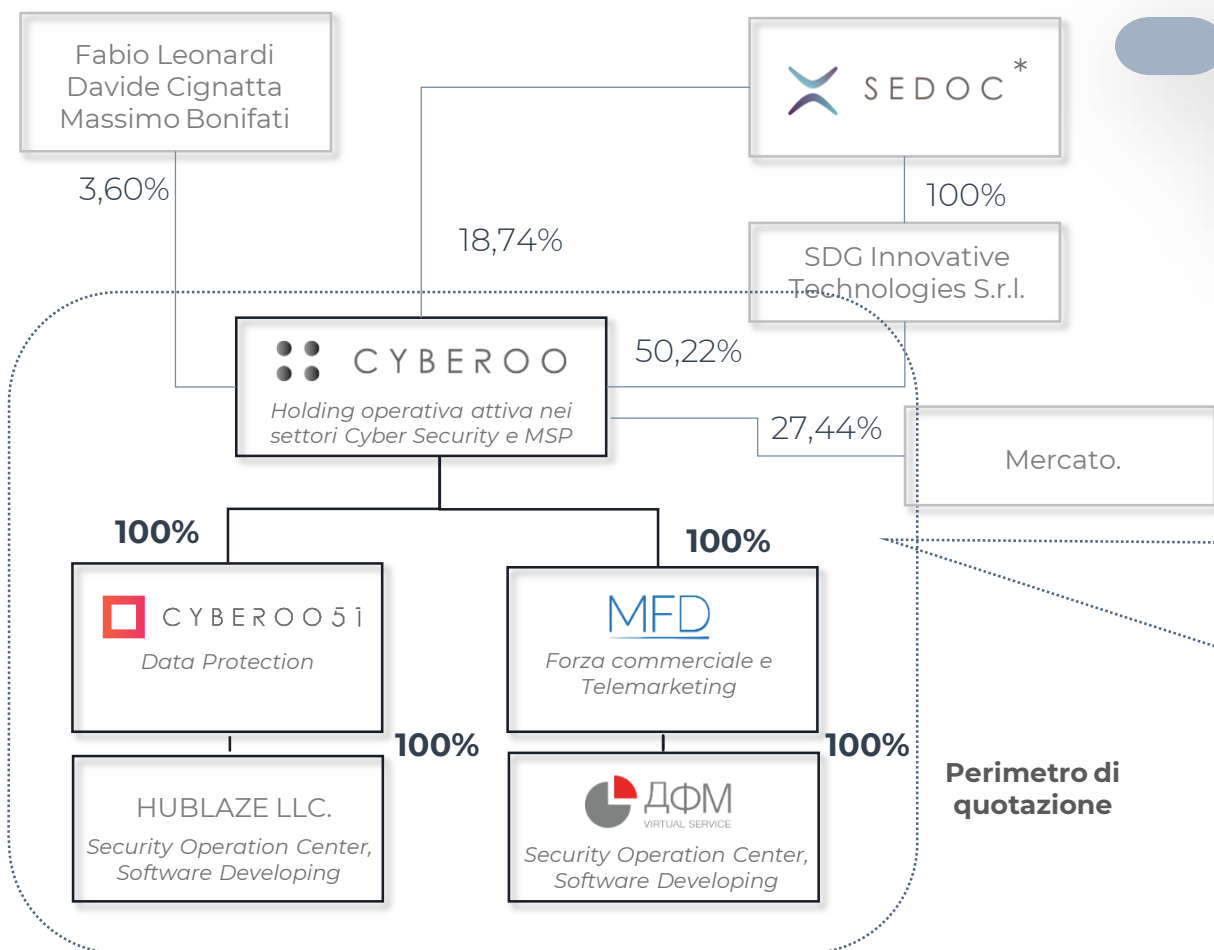 Fabio Leonardi
Davide Cignatta
Massimo Bonifati
SEDOC*
3,60%
100%
18,74%
SDG Innovative
Technologies S.r.l.
CYBEROO
Holding operativa attiva nei
settori Cyber Security e MSP
50,22%
27,44%
Mercato.
100%
100%
CYBEROO51
Data Protection
MFD
Forza commerciale e
Telemarketing
100%
100%
HUBLAZE LLC.
Security Operation Center,
Software Developing
ДФМ
VIRTUAL SERVICE
Security Operation Center,
Software Developing
Perimetro di
quotazione